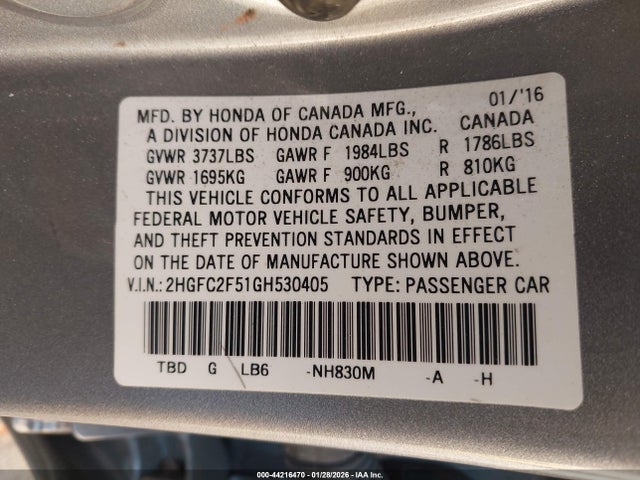 MFD. BY HONDA OF CANADA MFG., 01/'16
A DIVISION OF HONDA CANADA INC. CANADA
GVWR 3737LBS GAWR F 1984LBS R 1786LBS
GVWR 1695KG GAWR F 900KG R 810KG
THIS VEHICLE CONFORMS TO ALL APPLICABLE
FEDERAL MOTOR VEHICLE SAFETY, BUMPER,
AND THEFT PREVENTION STANDARDS IN EFFECT
ON THE DATE OF MANUFACTURE SHOWN ABOVE.
V.I.N.: 2HGFC2F51GH530405 TYPE: PASSENGER CAR
TBD G LB6 -NH830M -A -H
000-44216470 - 01/28/2026 - IAA Inc.